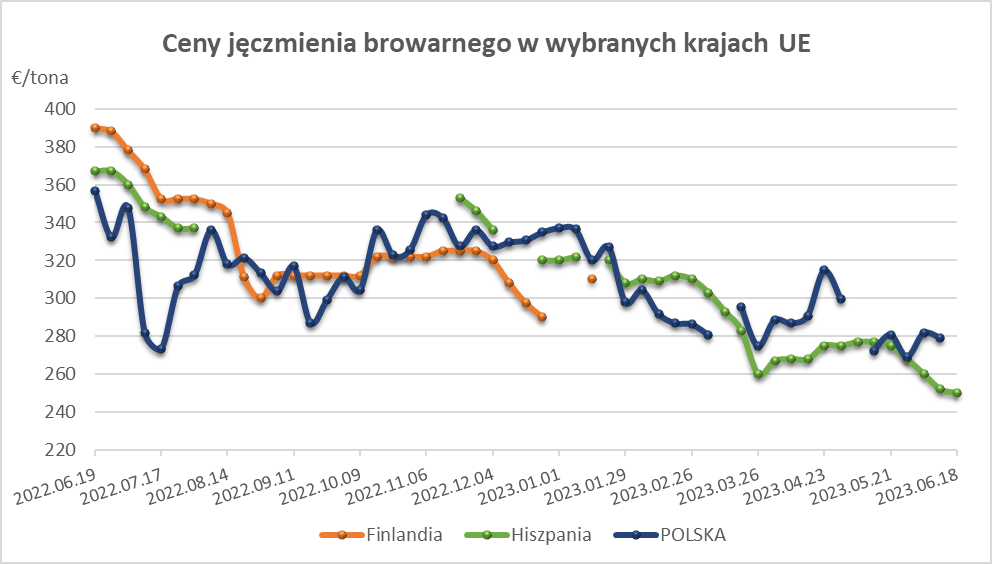 Ceny jęczmienia browarnego w wybranych krajach UE
€/tona
400
380
360
340
320
300
280
260
240
220
2022.06.19 2022.07.17 2022.08.14 2022.09.11 2022.10.09 2022.11.06 2022.12.04 2023.01.01 2023.01.29 2023.02.26 2023.03.26 2023.04.23 2023.05.21 2023.06.18
Finlandia Hiszpania POLSKA